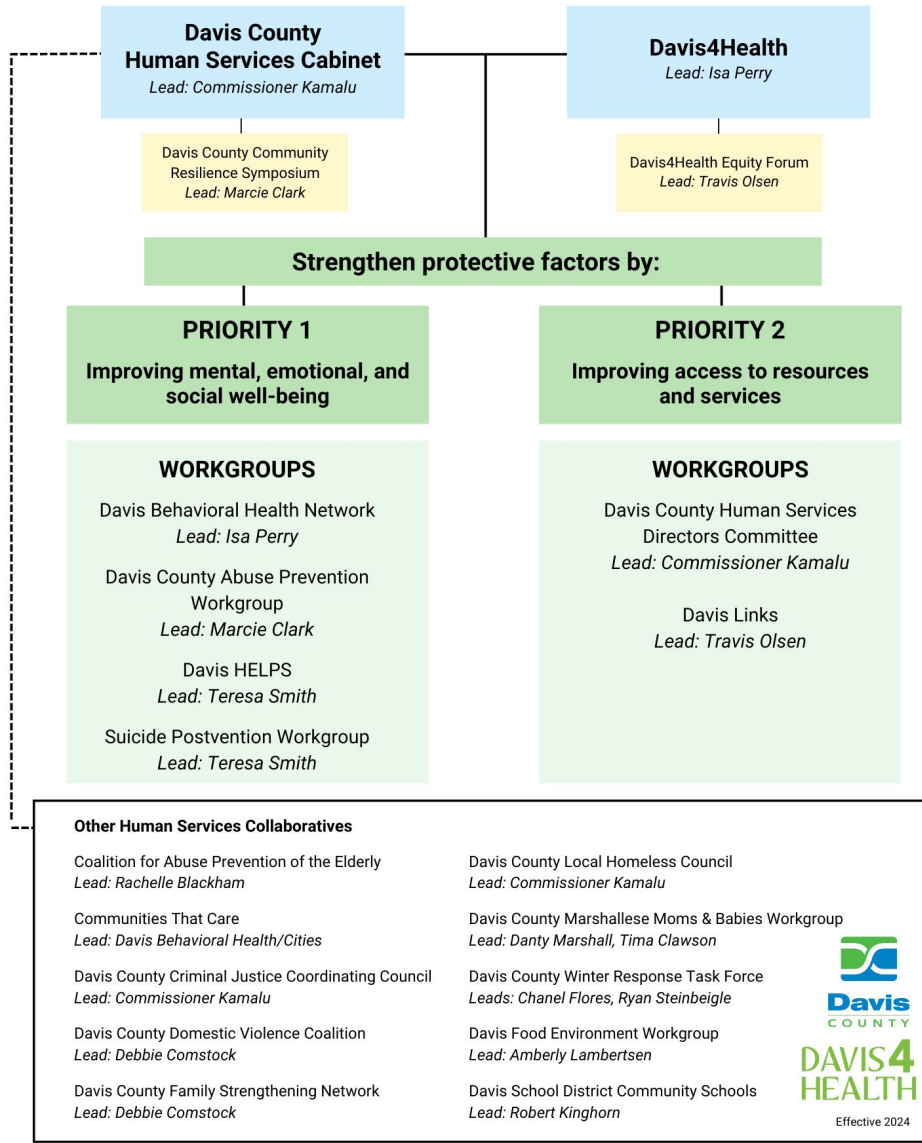 Davis County
Human Services Cabinet
Lead: Commissioner Kamalu
Davis4Health
Lead: Isa Perry
Davis County Community
Resilience Symposium
Lead: Marcie Clark
Davis4Health Equity Forum
Lead: Travis Olsen
Strengthen protective factors by:
PRIORITY 1
Improving mental, emotional, and
social well-being
PRIORITY 2
Improving access to resources
and services
WORKGROUPS
Davis Behavioral Health Network
Lead: Isa Perry
Davis County Abuse Prevention
Workgroup
Lead: Marcie Clark
Davis HELPS
Lead: Teresa Smith
Suicide Postvention Workgroup
Lead: Teresa Smith
WORKGROUPS
Davis County Human Services
Directors Committee
Lead: Commissioner Kamalu
Davis Links
Lead: Travis Olsen
Other Human Services Collaboratives
Coalition for Abuse Prevention of the Elderly
Lead: Rachelle Blackham
Communities That Care
Lead: Davis Behavioral Health/Cities
Davis County Criminal Justice Coordinating Council
Lead: Commissioner Kamalu
Davis County Domestic Violence Coalition
Lead: Debbie Comstock
Davis County Family Strengthening Network
Lead: Debbie Comstock
Davis County Local Homeless Council
Lead: Commissioner Kamalu
Davis County Marshallese Moms & Babies Workgroup
Lead: Danty Marshall, Tima Clawson
Davis County Winter Response Task Force
Leads: Chanel Flores, Ryan Steinbeigle
Davis Food Environment Workgroup
Lead: Amberly Lambertsen
Davis School District Community Schools
Lead: Robert Kinghorn
Davis
COUNTY
DAVIS4
HEALTH
Effective 2024